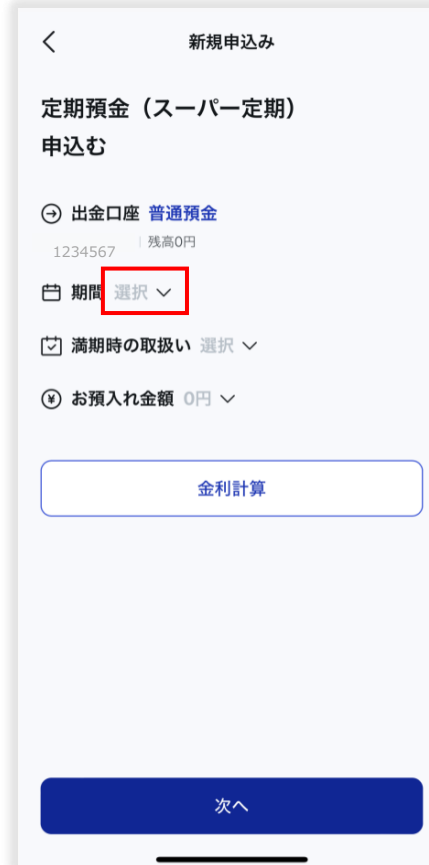 新規申込み
定期預金（スーパー定期）
申込む
出金口座 普通預金
1234567 残高0円
期間 選択
満期時の取扱い 選択
お預入れ金額 0円
金利計算
次へ